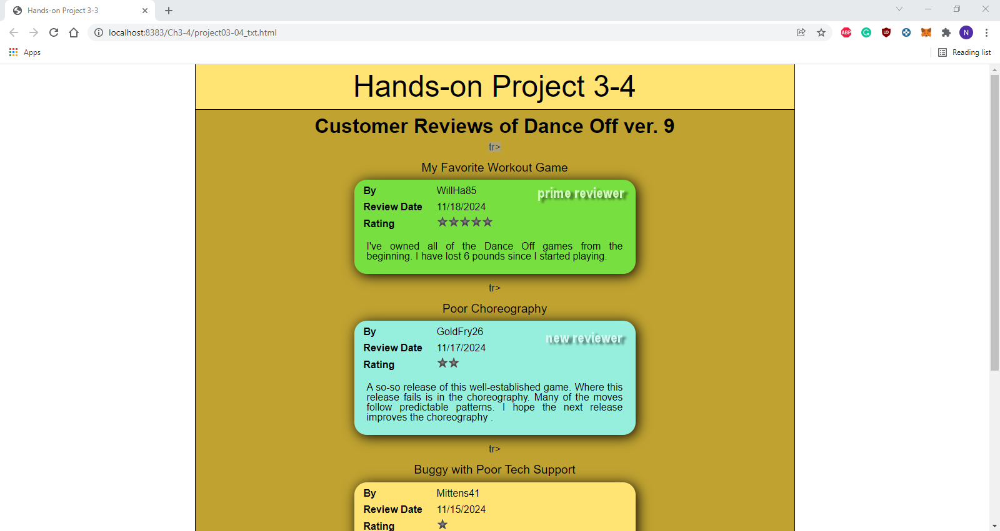 Hands-on Project 3-3
localhost:8383/Ch3-4/project03-04_txt.html
ABP
N
Apps
Reading list
Hands-on Project 3-4
Customer Reviews of Dance Off ver. 9
tr>
My Favorite Workout Game
By WillHa85 prime reviewer
Review Date 11/18/2024
Rating
I've owned all of the Dance Off games from the
beginning. I have lost 6 pounds since I started playing.
tr>
Poor Choreography
By GoldFry26 new reviewer
Review Date 11/17/2024
Rating
A so-so release of this well-established game. Where this
release fails is in the choreography. Many of the moves
follow predictable patterns. I hope the next release
improves the choreography .
tr>
Buggy with Poor Tech Support
By Mittens41
Review Date 11/15/2024
Rating